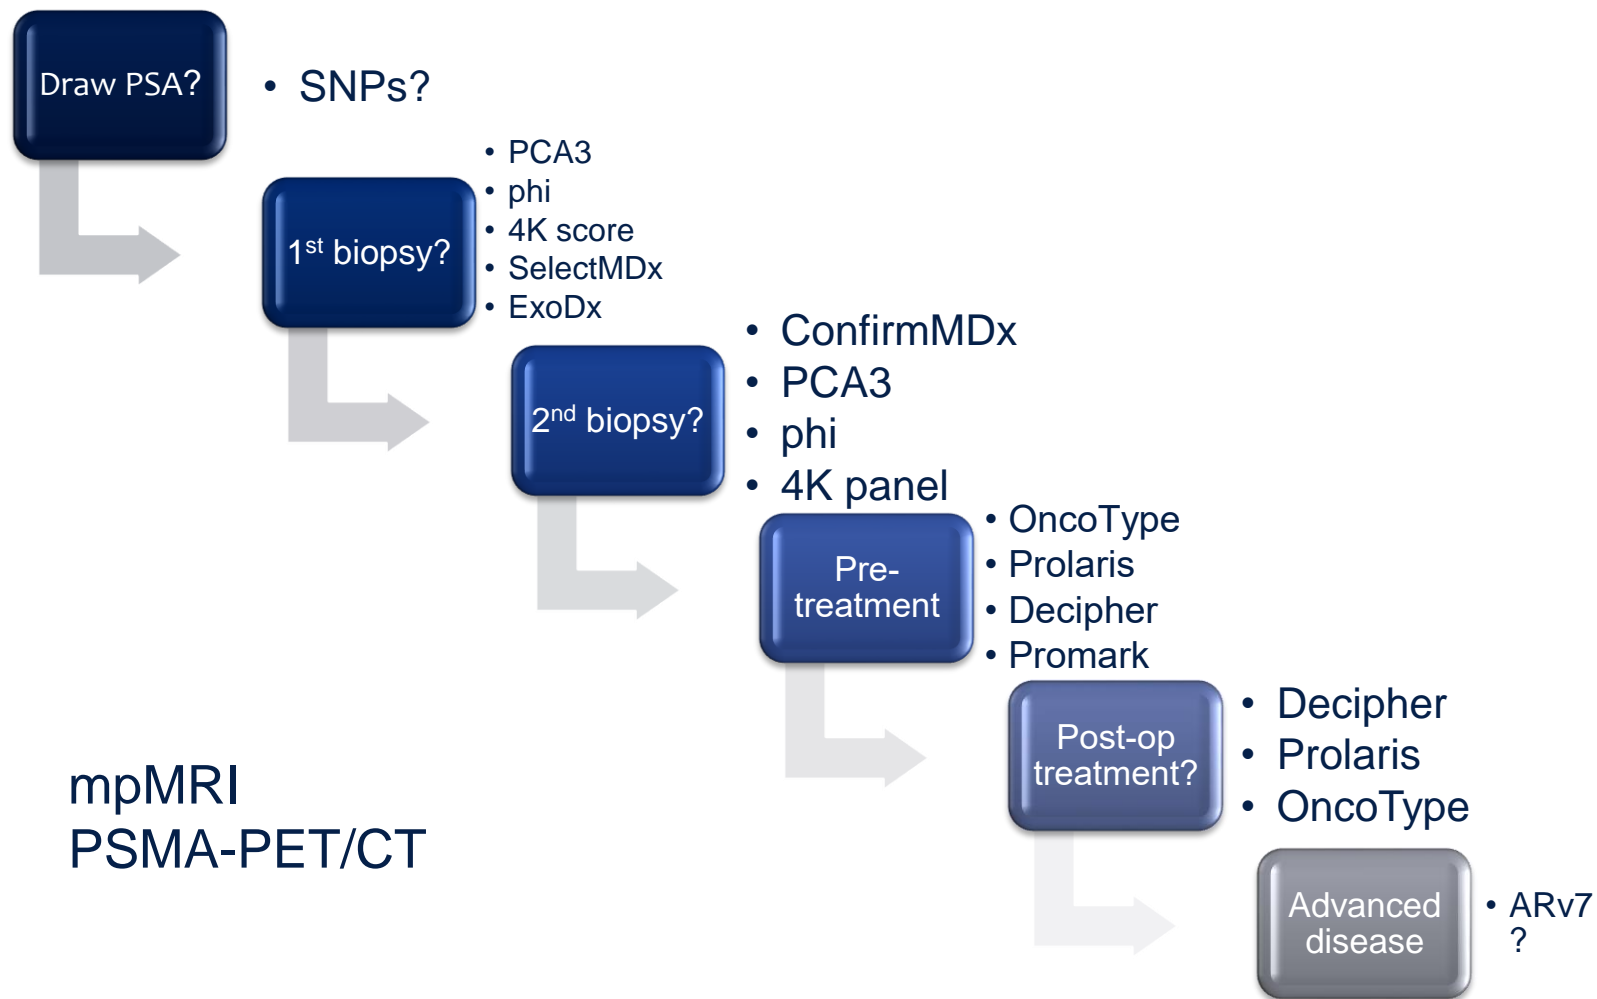 Draw PSA?
• SNPs?
1st biopsy?
• PCA3
• phi
• 4K score
• SelectMDx
• ExoDx
2nd biopsy?
• ConfirmMDx
• PCA3
• phi
• 4K panel
Pre-
treatment
• OncoType
• Prolaris
• Decipher
• Promark
Post-op
treatment?
• Decipher
• Prolaris
• OncoType
Advanced
disease
• ARv7
?
mpMRI
PSMA-PET/CT